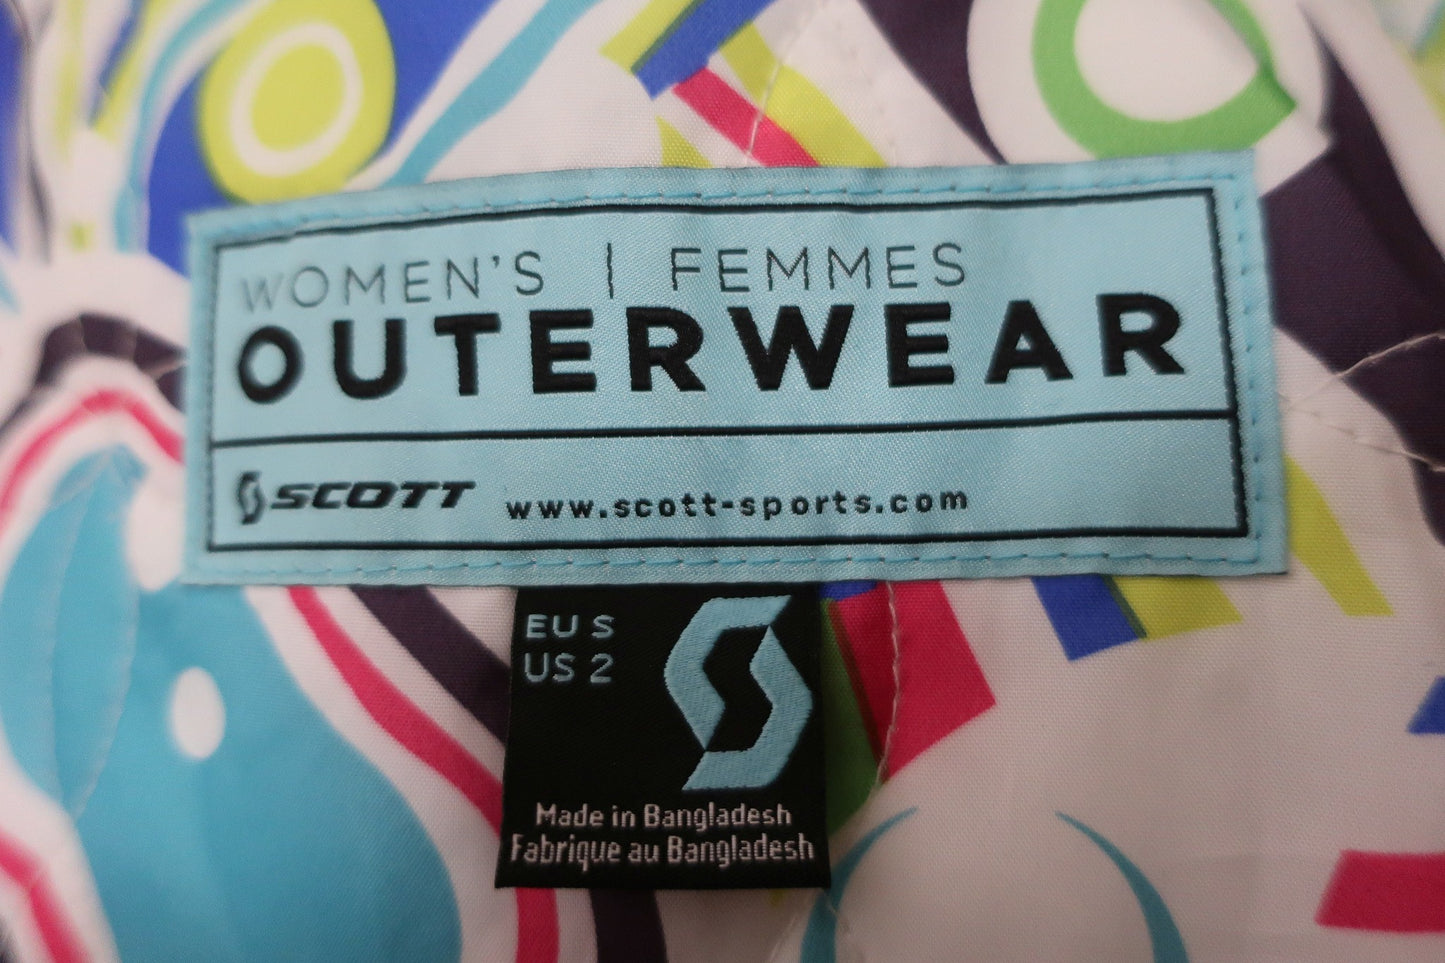 WOMEN'S | FEMMES
OUTERWEAR
SCOTT www.scott-sports.com
EU S
US 2
Made in Bangladesh
Fabrique au Bangladesh